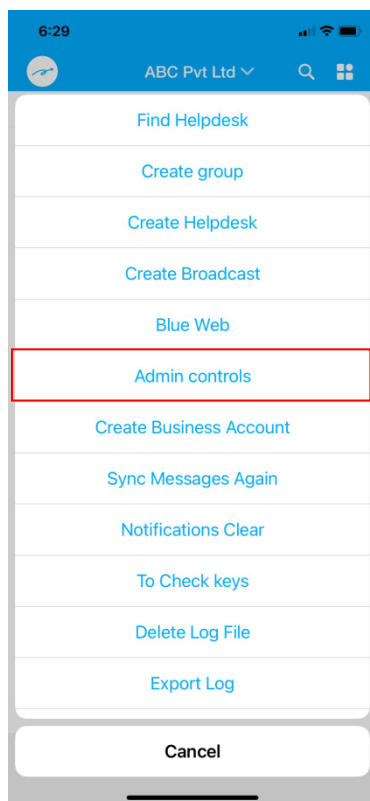 6:29
ABC Pvt Ltd
Find Helpdesk
Create group
Create Helpdesk
Create Broadcast
Blue Web
Admin controls
Create Business Account
Sync Messages Again
Notifications Clear
To Check keys
Delete Log File
Export Log
Cancel